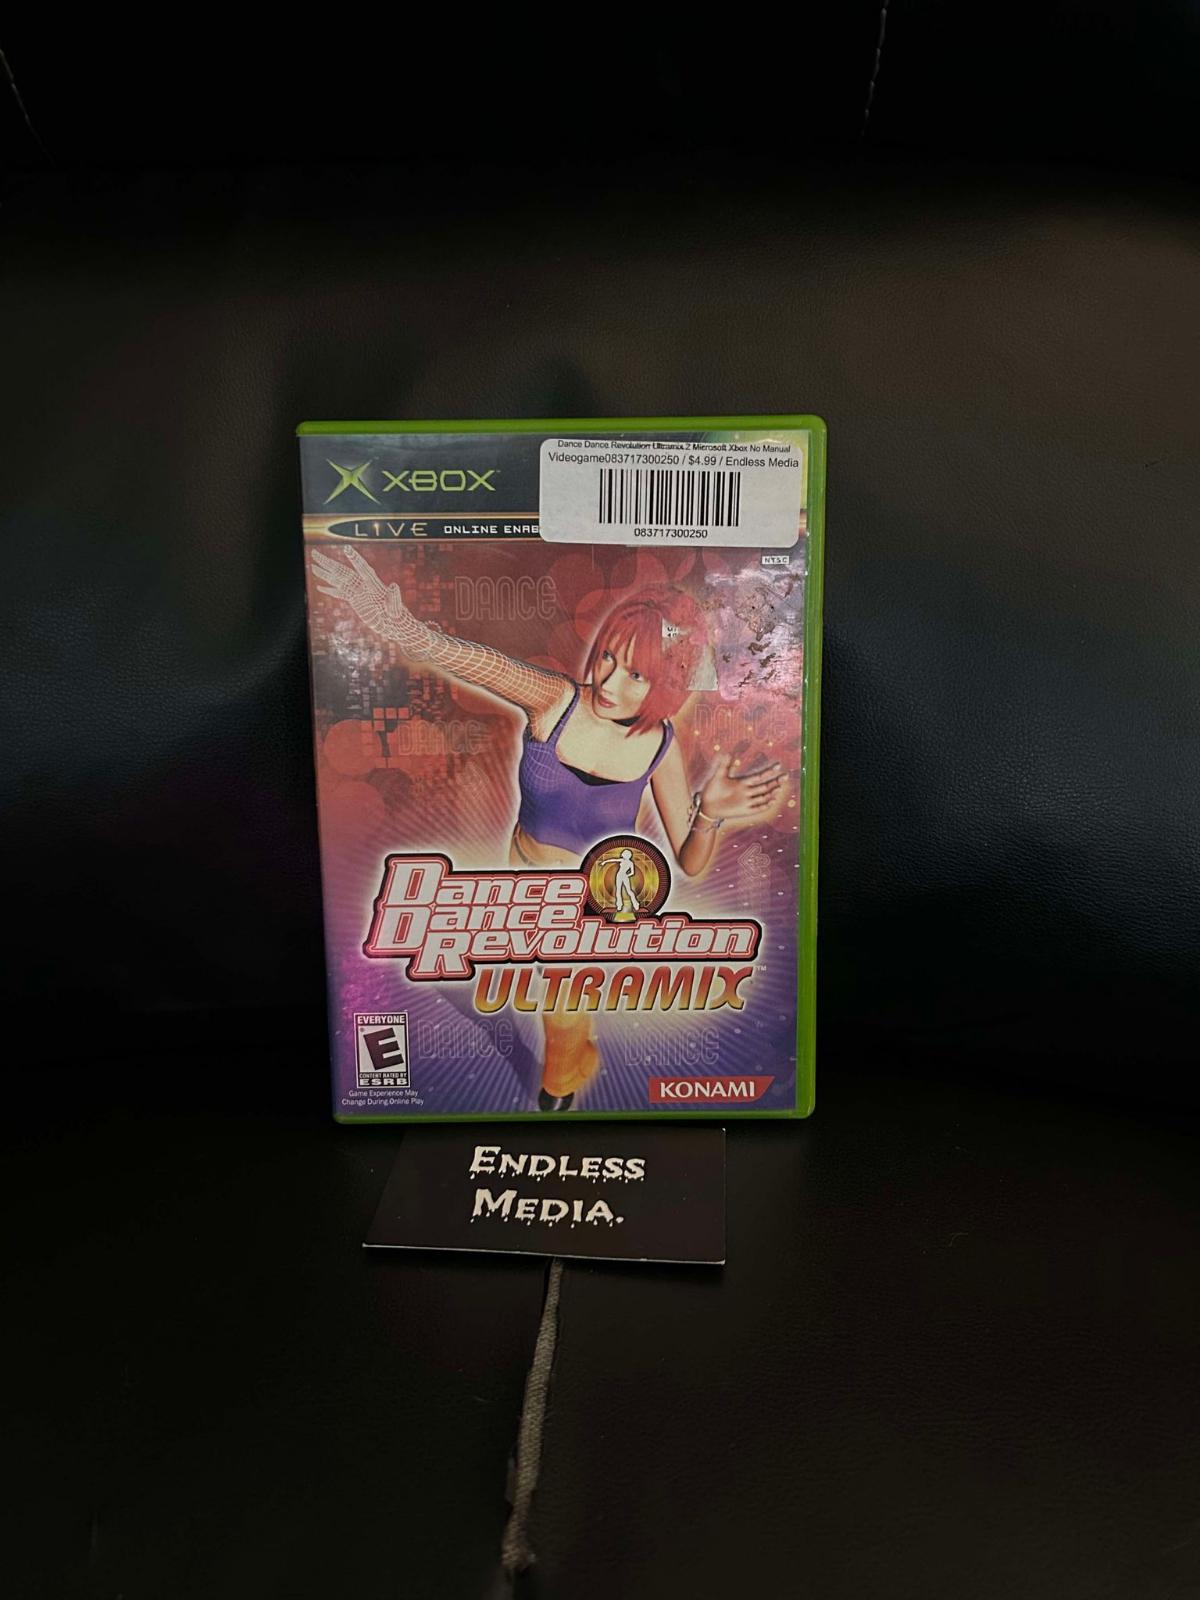 Dance Dance Revolution Ultramix 2 Microsoft Xbox No Manual
Videogame083717300250 / $4.99 / Endless Media
083717300250
XBOX
LIVE ONLINE ENAB
NTSC
DANCE
DANCE
DANCE
Dance
Dance
Revolution
ULTRAMIX™
EVERYONE
E
CONTENT RATED BY
ESRB
DANCE
DANCE
Game Experience May
Change During Online Play
KONAMI
ENDLESS
MEDIA.